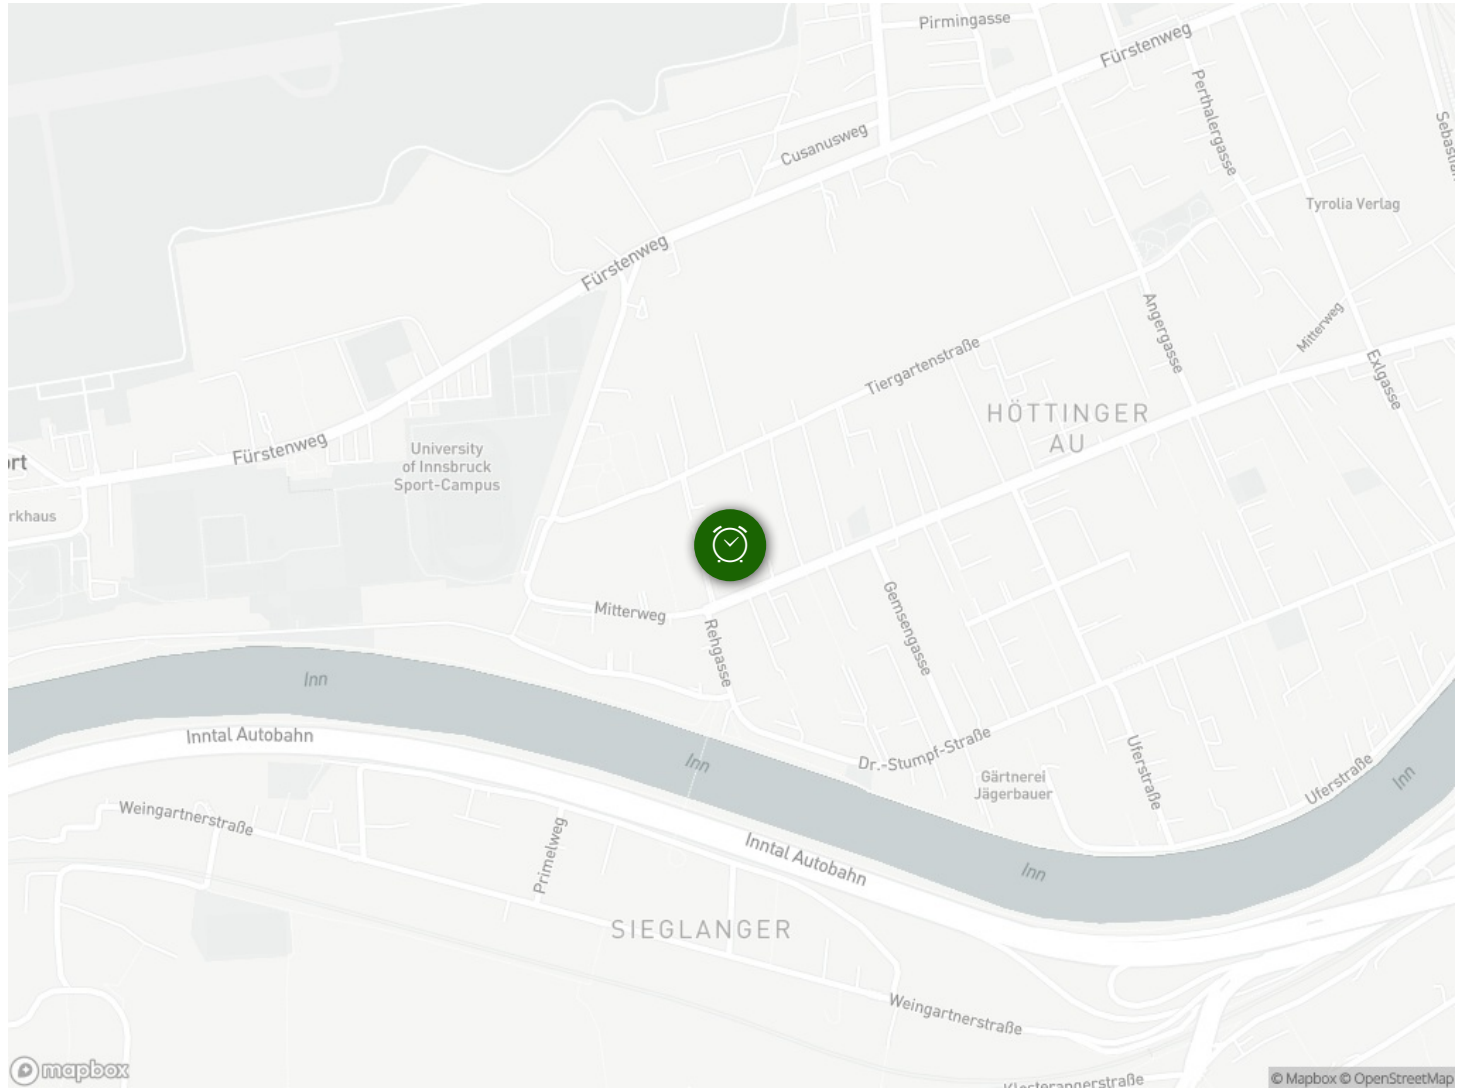 Pirmingasse
Fürstenweg
Perthalergasse
Cusanusweg
Tyrolia Verlag
Fürstenweg
Mitterweg
Angergasse
Tiergartenstraße
Exlgasse
HÖTTINGER
AU
Fürstenweg
University
of Innsbruck
Sport-Campus
ort
rkhaus
Mitterweg
Rehgasse
Gemsengasse
Inn
Inntal Autobahn
Inn
Dr.-Stumpf-Straße
Gärtnerei
Jägerbauer
Uferstraße
Uferstraße
Inn
Weingartnerstraße
Primelweg
Inntal Autobahn
Inn
SIEGLANGER
Weingartnerstraße
Klosterangerstraße
mapbox
© Mapbox © OpenStreetMap